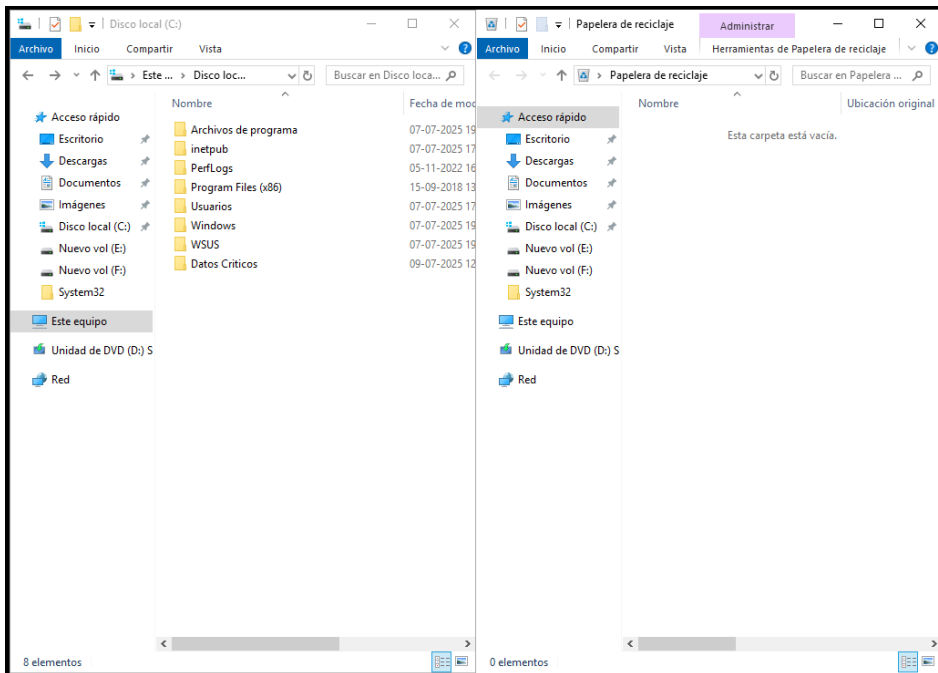 Disco local (C:)
Archivo Inicio Compartir Vista
Este ... Disco loc... Buscar en Disco loca...
Nombre Fecha de moc
Acceso rápido
Escritorio
Descargas
Documentos
Imágenes
Disco local (C:)
Nuevo vol (E:)
Nuevo vol (F:)
System32
Este equipo
Unidad de DVD (D:) S
Red
Archivos de programa 07-07-2025 19
inetpub 07-07-2025 17
PerfLogs 05-11-2022 16
Program Files (x86) 15-09-2018 13
Usuarios 07-07-2025 17
Windows 07-07-2025 19
WSUS 07-07-2025 19
Datos Criticos 09-07-2025 12
8 elementos
Papelera de reciclaje Administrar
Archivo Inicio Compartir Vista Herramientas de Papelera de reciclaje
Papelera de reciclaje Buscar en Papelera ...
Nombre Ubicación original
Acceso rápido
Escritorio
Descargas
Documentos
Imágenes
Disco local (C:)
Nuevo vol (E:)
Nuevo vol (F:)
System32
Este equipo
Unidad de DVD (D:) S
Red
Esta carpeta está vacía.
0 elementos